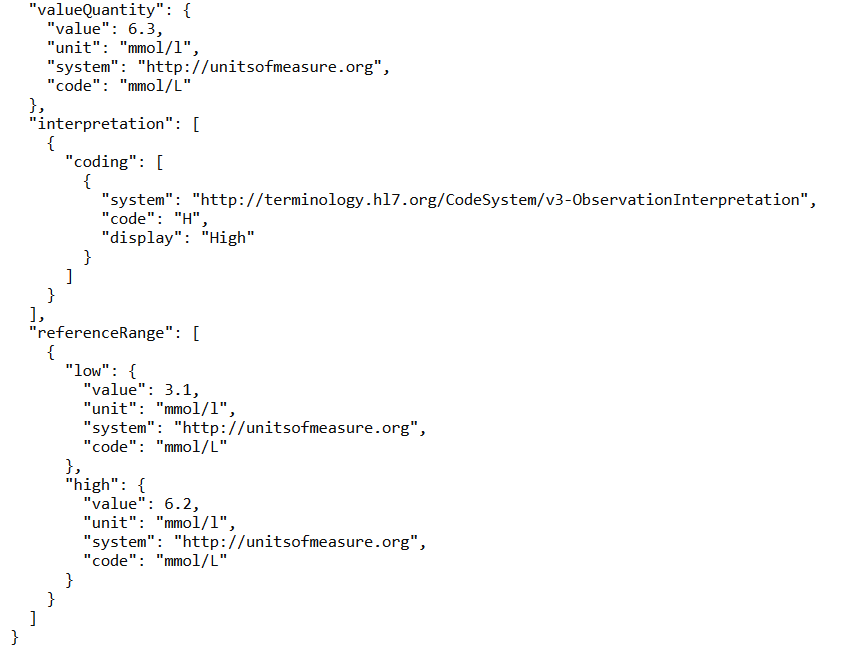 "valueQuantity": {
"value": 6.3,
"unit": "mmol/l",
"system": "http://unitsofmeasure.org",
"code": "mmol/L"
},
"interpretation": [
{
"coding": [
{
"system": "http://terminology.hl7.org/CodeSystem/v3-ObservationInterpretation",
"code": "H",
"display": "High"
}
]
}
],
"referenceRange": [
{
"low": {
"value": 3.1,
"unit": "mmol/l",
"system": "http://unitsofmeasure.org",
"code": "mmol/L"
},
"high": {
"value": 6.2,
"unit": "mmol/l",
"system": "http://unitsofmeasure.org",
"code": "mmol/L"
}
}
]
}